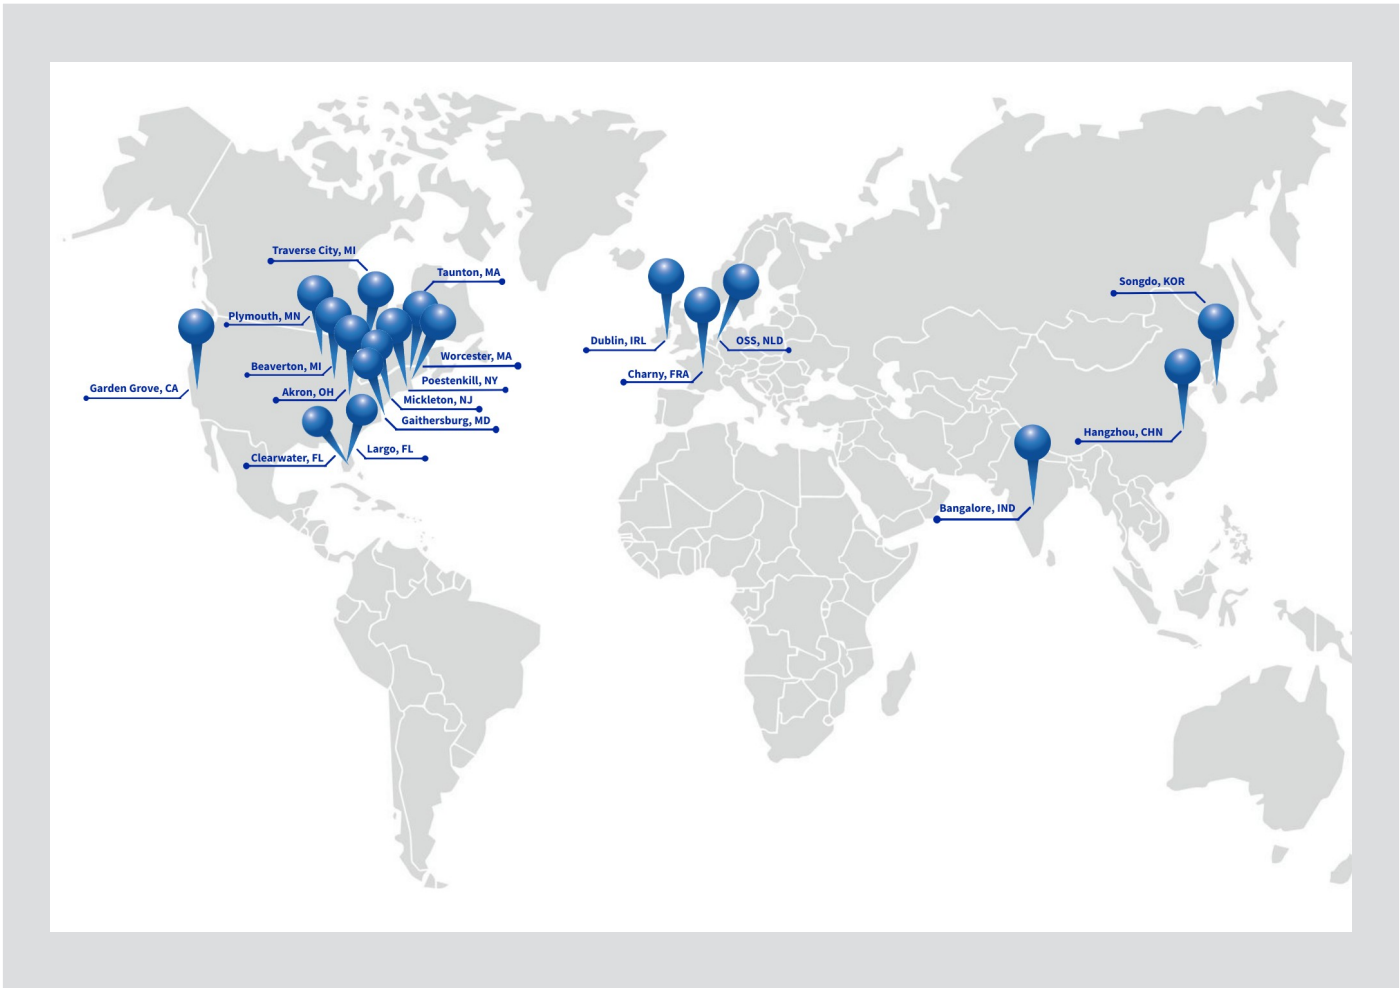 Traverse City, MI
Taunton, MA
Plymouth, MN
Beaverton, MI
Worcester, MA
Garden Grove, CA
Akron, OH
Poestenkill, NY
Mickleton, NJ
Gaithersburg, MD
Clearwater, FL
Largo, FL
Dublin, IRL
OSS, NLD
Charny, FRA
Songdo, KOR
Hangzhou, CHN
Bangalore, IND